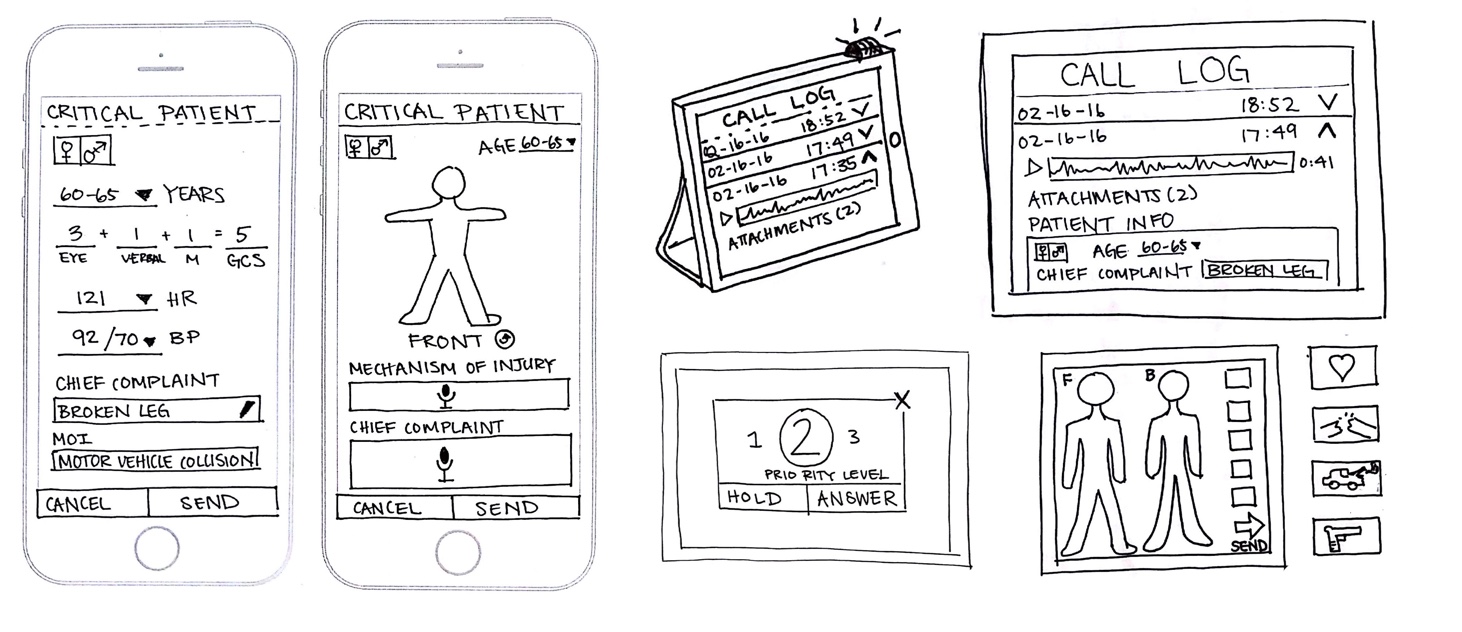 CRITICAL PATIENT
60-65 YEARS
3 + 1 + 1 = 5
EYE VERBAL M GCS
121 HR
92/70 BP
CHIEF COMPLAINT
BROKEN LEG
MOI
MOTOR VEHICLE COLLISION
CANCEL SEND
CRITICAL PATIENT
AGE 60-65
FRONT
MECHANISM OF INJURY
CHIEF COMPLAINT
CANCEL SEND
CALL LOG
02-16-16 18:52
02-16-16 17:49
02-16-16 17:35
ATTACHMENTS (2)
CALL LOG
02-16-16 18:52
02-16-16 17:49
0:41
ATTACHMENTS (2)
PATIENT INFO
AGE 60-65
CHIEF COMPLAINT BROKEN LEG
X
1 2 3
PRIORITY LEVEL
HOLD ANSWER
F B
SEND